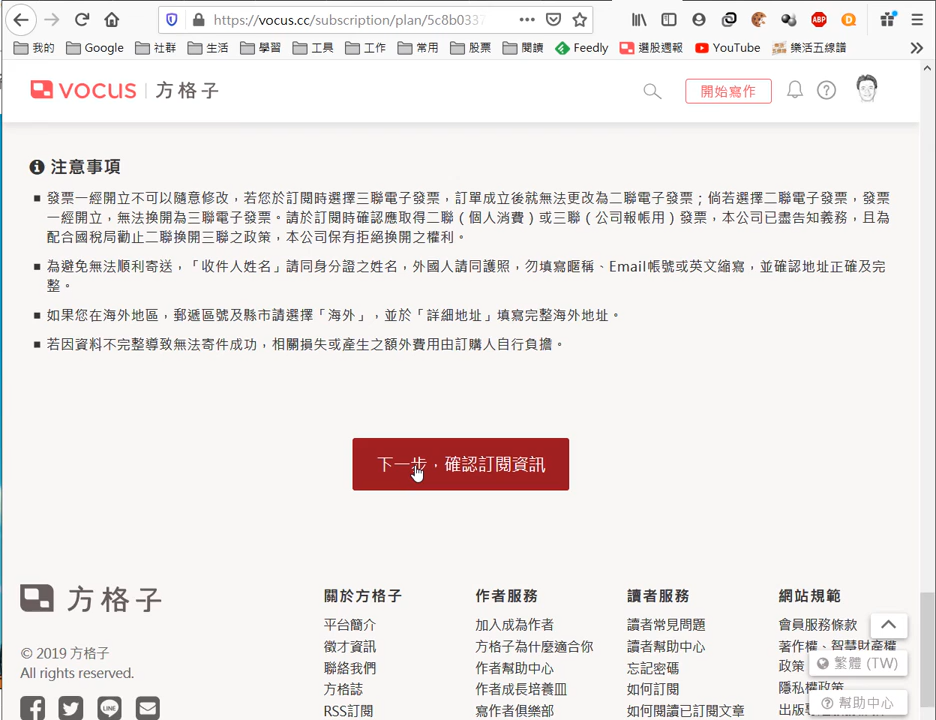 https://vocus.cc/subscription/plan/5c8b0337
我的 Google 社群 生活 學習 工具 工作 常用 股票 閱讀 Feedly 選股週報 YouTube 樂活五線譜
VOCUS | 方格子 開始寫作
注意事項
發票一經開立不可以隨意修改，若您於訂閱時選擇三聯電子發票，訂單成立後就無法更改為二聯電子發票；倘若選擇二聯電子發票，發票
一經開立，無法換開為三聯電子發票。請於訂閱時確認應取得二聯（個人消費）或三聯（公司報帳用）發票，本公司已盡告知義務，且為
配合國稅局勸止二聯換開三聯之政策，本公司保有拒絕換開之權利。
為避免無法順利寄送，「收件人姓名」請同身分證之姓名，外國人請同護照，勿填寫暱稱、Email帳號或英文縮寫，並確認地址正確及完
整。
如果您在海外地區，郵遞區號及縣市請選擇「海外」，並於「詳細地址」填寫完整海外地址。
若因資料不完整導致無法寄件成功，相關損失或產生之額外費用由訂購人自行負擔。
下一步，確認訂閱資訊
方格子
© 2019 方格子
All rights reserved.
關於方格子
平台簡介
徵才資訊
聯絡我們
方格誌
RSS訂閱
作者服務
加入成為作者
方格子為什麼適合你
作者幫助中心
作者成長培養皿
寫作者俱樂部
讀者服務
讀者常見問題
讀者幫助中心
忘記密碼
如何訂閱
如何閱讀已訂閱文章
網站規範
會員服務條款
著作權、智慧財產權
政策
隱私權政策
繁體 (TW)
幫助中心